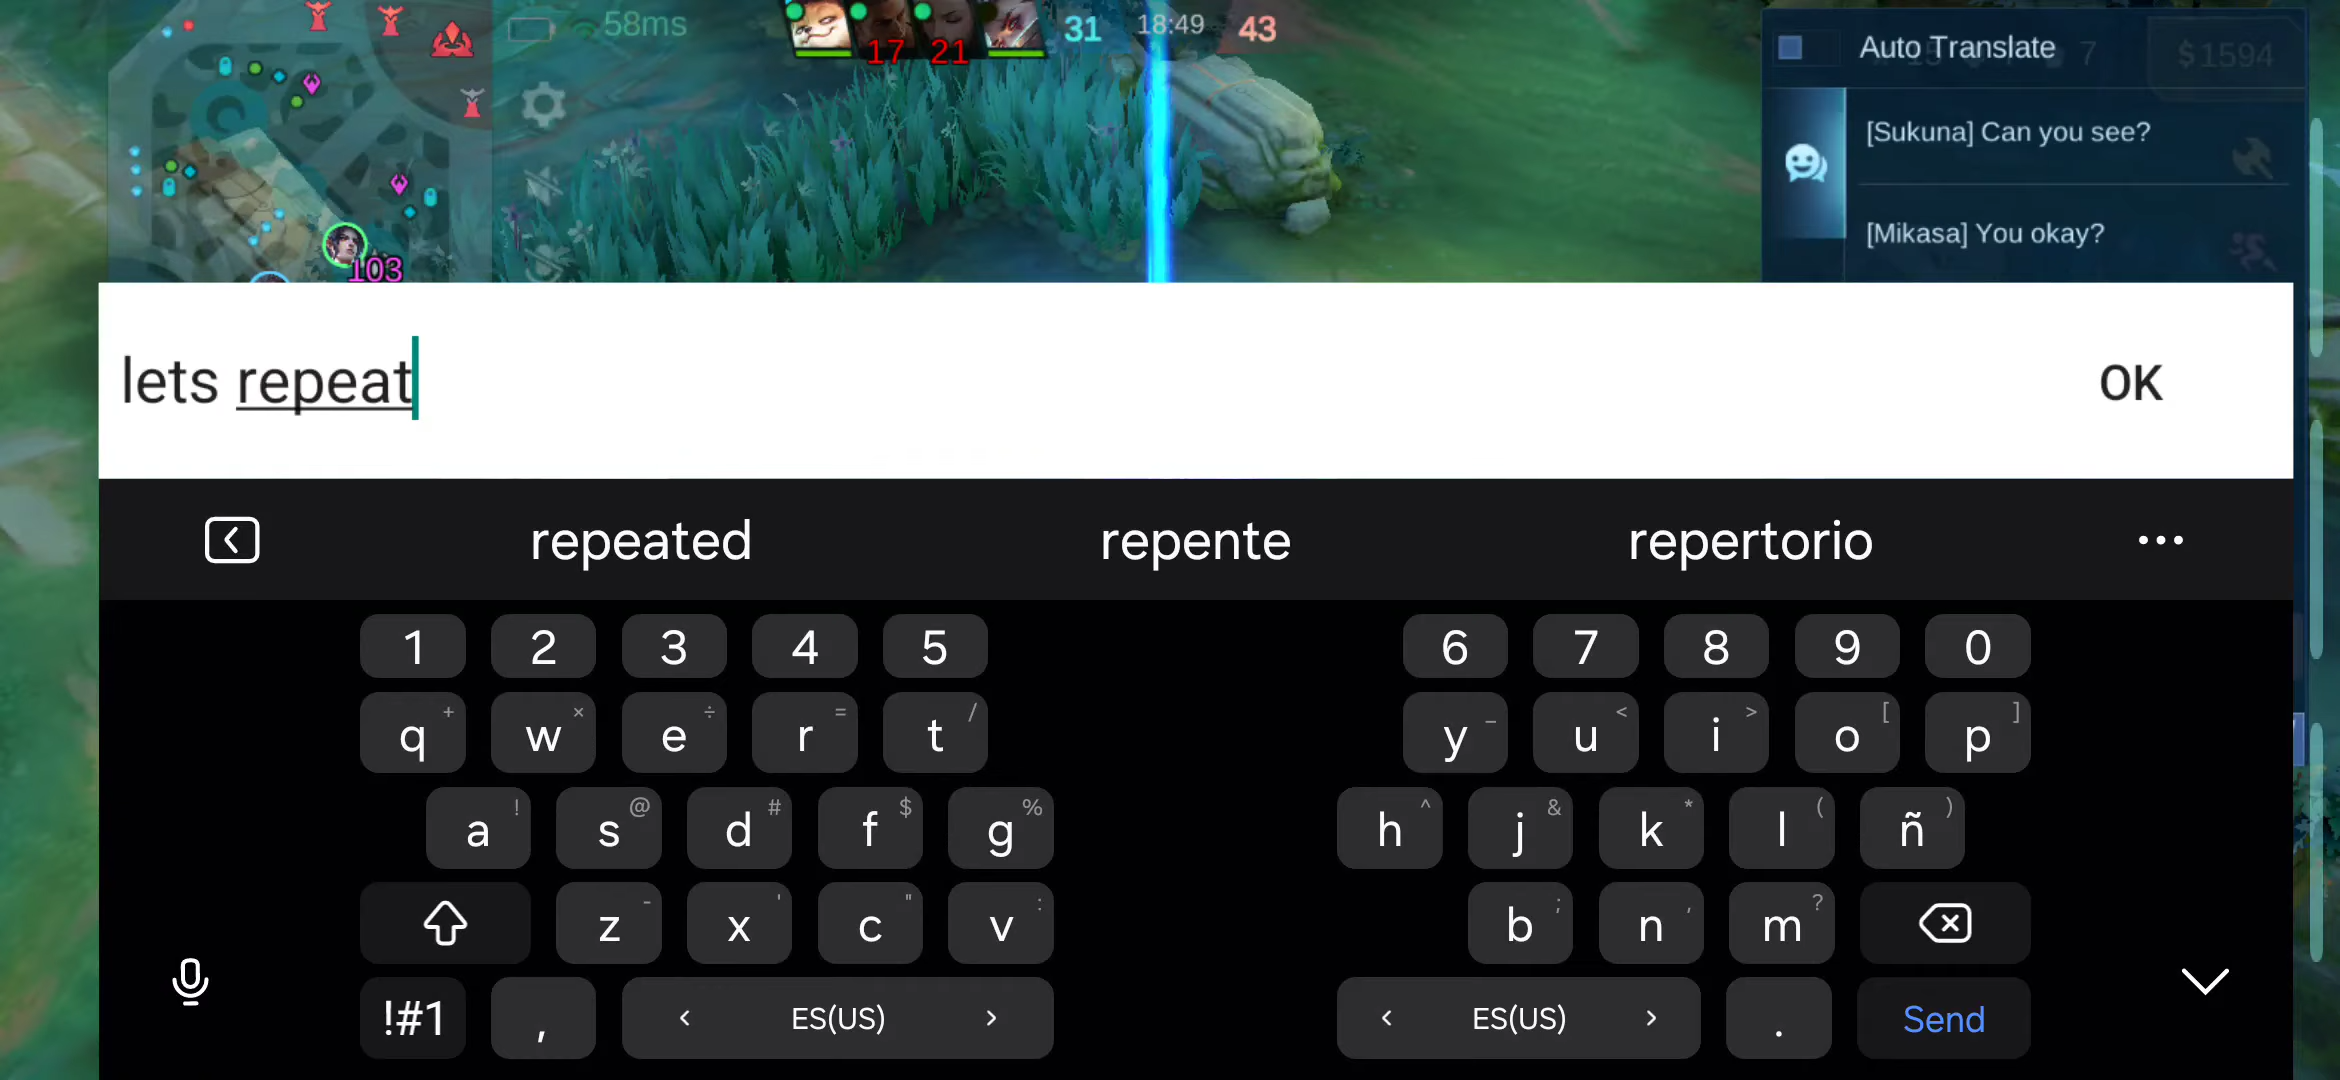 58ms
17 21
31 18:49 43
Auto Translate
7
$1594
[Sukuna] Can you see?
[Mikasa] You okay?
103
lets repeat
OK
repeated repente repertorio
1 2 3 4 5 6 7 8 9 0
q + w × e ÷ r = t / y _ u < i > o [ p ]
a ! s @ d # f $ g % h ^ j & k * l ( ñ )
z - x ' c " v : b ; n , m ?
!#1 , < ES(US) > < ES(US) > . Send